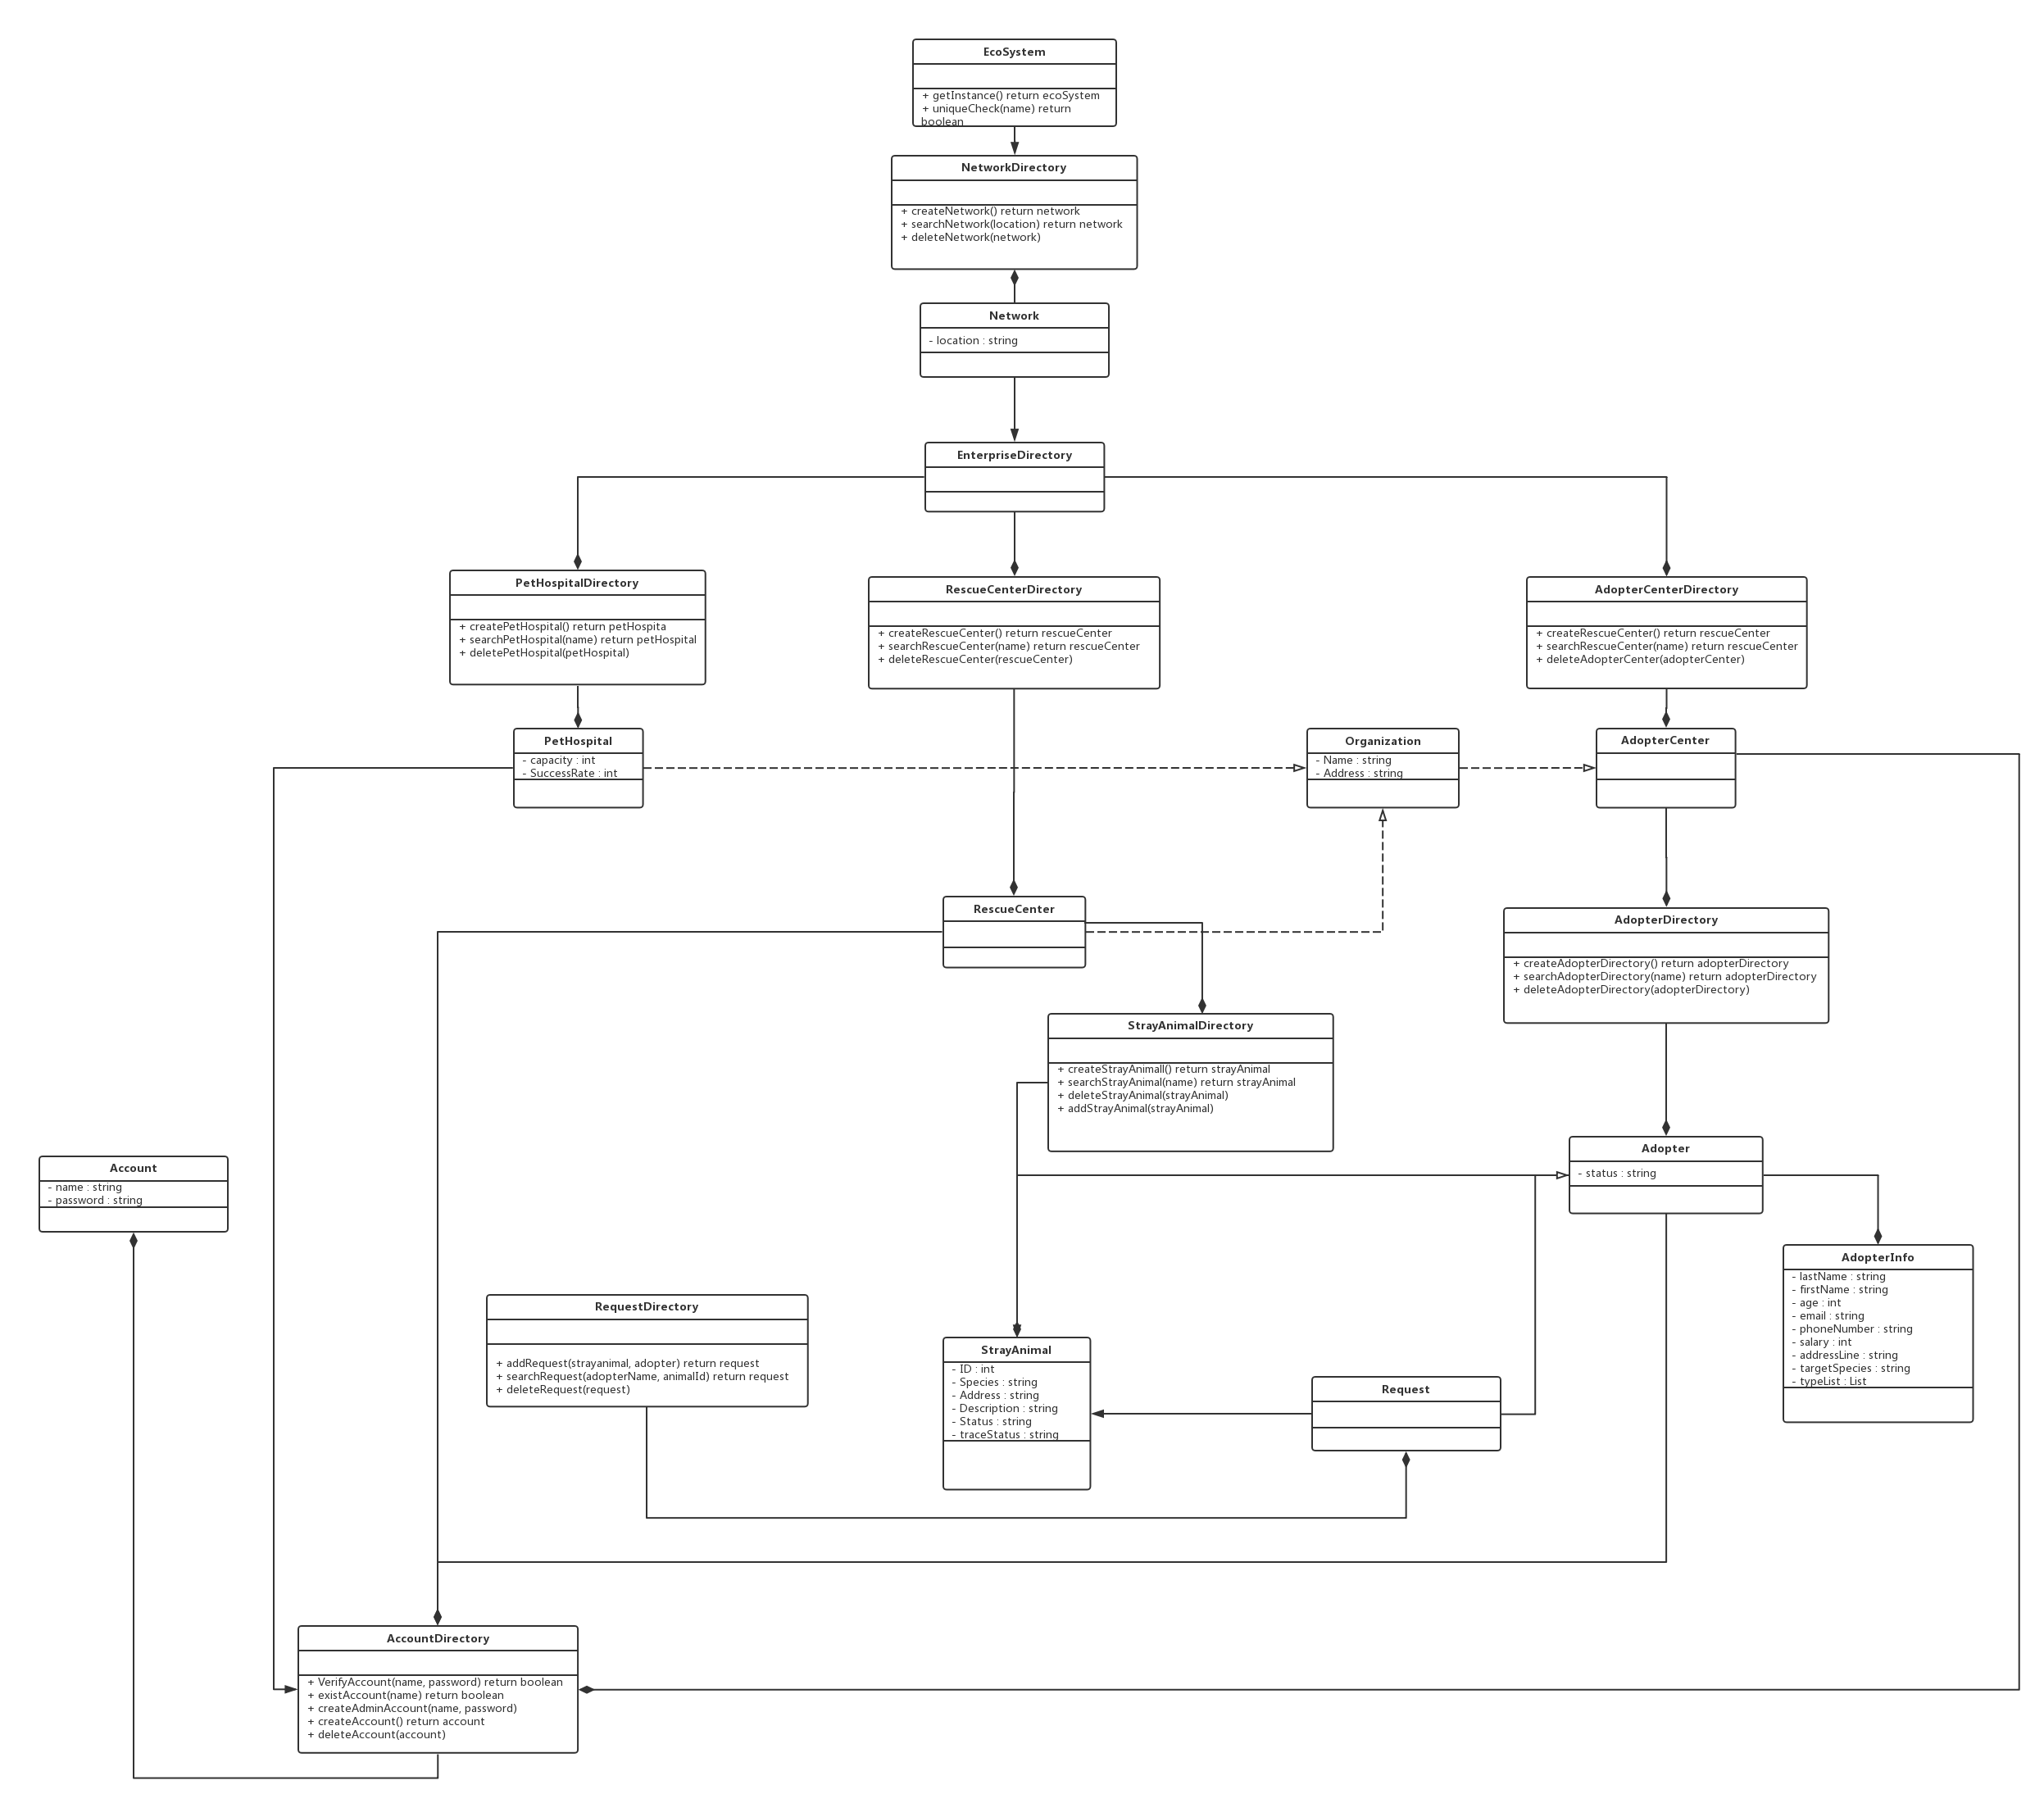 EcoSystem
+ getInstance() return ecoSystem
+ uniqueCheck(name) return
boolean
NetworkDirectory
+ createNetwork() return network
+ searchNetwork(location) return network
+ deleteNetwork(network)
Network
- location : string
EnterpriseDirectory
PetHospitalDirectory
+ createPetHospital() return petHospita
+ searchPetHospital(name) return petHospital
+ deletePetHospital(petHospital)
RescueCenterDirectory
+ createRescueCenter() return rescueCenter
+ searchRescueCenter(name) return rescueCenter
+ deleteRescueCenter(rescueCenter)
AdopterCenterDirectory
+ createRescueCenter() return rescueCenter
+ searchRescueCenter(name) return rescueCenter
+ deleteAdopterCenter(adopterCenter)
PetHospital
- capacity : int
- SuccessRate : int
Organization
- Name : string
- Address : string
AdopterCenter
RescueCenter
AdopterDirectory
+ createAdopterDirectory() return adopterDirectory
+ searchAdopterDirectory(name) return adopterDirectory
+ deleteAdopterDirectory(adopterDirectory)
StrayAnimalDirectory
+ createStrayAnimall() return strayAnimal
+ searchStrayAnimal(name) return strayAnimal
+ deleteStrayAnimal(strayAnimal)
+ addStrayAnimal(strayAnimal)
Adopter
- status : string
Account
- name : string
- password : string
AdopterInfo
- lastName : string
- firstName : string
- age : int
- email : string
- phoneNumber : string
- salary : int
- addressLine : string
- targetSpecies : string
- typeList : List
RequestDirectory
+ addRequest(strayanimal, adopter) return request
+ searchRequest(adopterName, animalId) return request
+ deleteRequest(request)
StrayAnimal
- ID : int
- Species : string
- Address : string
- Description : string
- Status : string
- traceStatus : string
Request
AccountDirectory
+ VerifyAccount(name, password) return boolean
+ existAccount(name) return boolean
+ createAdminAccount(name, password)
+ createAccount() return account
+ deleteAccount(account)